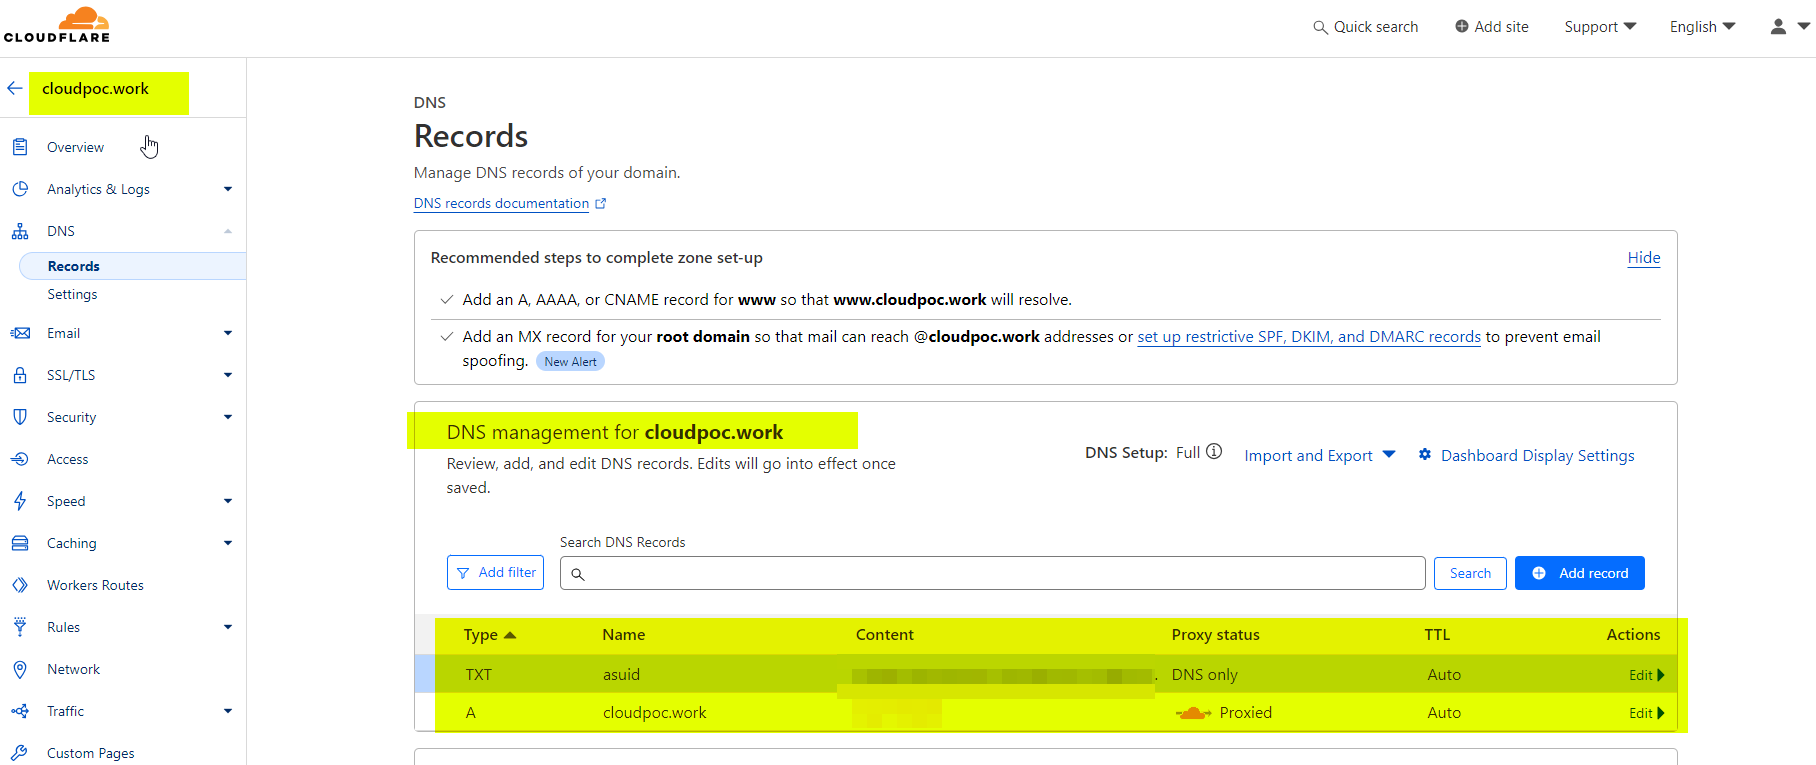 CLOUDFLARE
Quick search
Add site
Support
English
cloudpoc.work
Overview
Analytics & Logs
DNS
Records
Settings
Email
SSL/TLS
Security
Access
Speed
Caching
Workers Routes
Rules
Network
Traffic
Custom Pages
DNS
Records
Manage DNS records of your domain.
DNS records documentation
Recommended steps to complete zone set-up
Hide
Add an A, AAAA, or CNAME record for www so that www.cloudpoc.work will resolve.
Add an MX record for your root domain so that mail can reach @cloudpoc.work addresses or set up restrictive SPF, DKIM, and DMARC records to prevent email
spoofing. New Alert
DNS management for cloudpoc.work
Review, add, and edit DNS records. Edits will go into effect once
saved.
DNS Setup: Full
Import and Export
Dashboard Display Settings
Search DNS Records
Add filter
Search
Add record
Type Name Content Proxy status TTL Actions
TXT asuid . DNS only Auto Edit
A cloudpoc.work Proxied Auto Edit